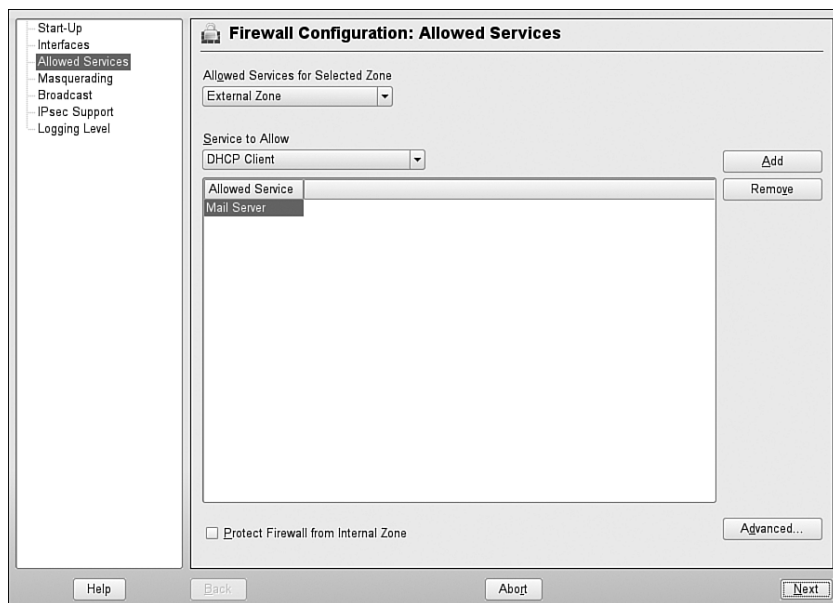 Start-Up
Interfaces
Allowed Services
Masquerading
Broadcast
IPsec Support
Logging Level
Firewall Configuration: Allowed Services
Allowed Services for Selected Zone
External Zone
Service to Allow
DHCP Client
Add
Allowed Service
Remove
Mail Server
Protect Firewall from Internal Zone
Advanced...
Help
Back
Abort
Next